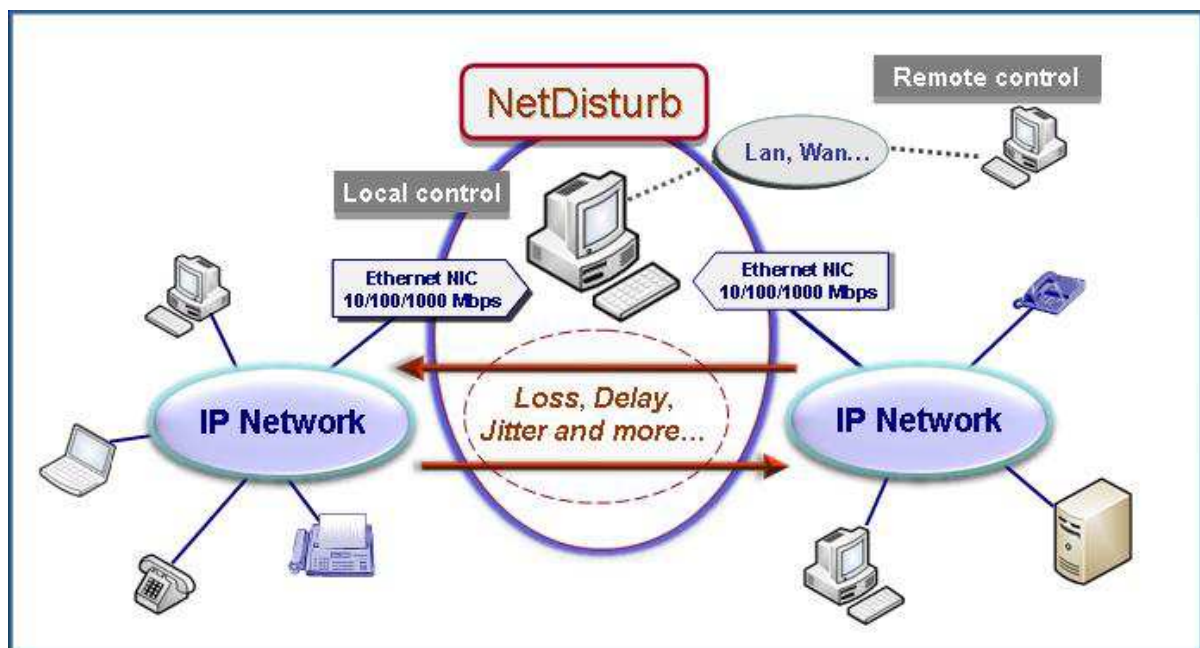 NetDisturb
Remote control
Lan, Wan...
Local control
Ethernet NIC
10/100/1000 Mbps
Ethernet NIC
10/100/1000 Mbps
IP Network
Loss, Delay,
Jitter and more...
IP Network